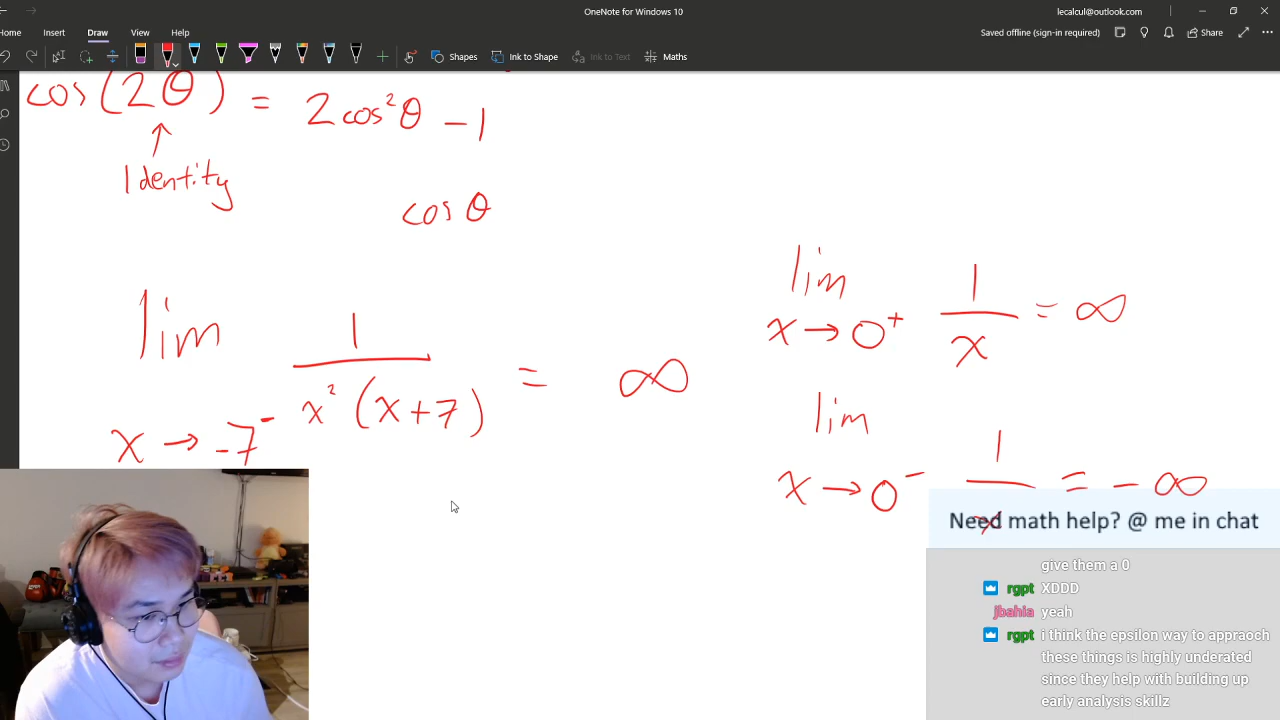 OneNote for Windows 10
lecalcul@outlook.com
Home Insert Draw View Help
Saved offline (sign-in required)
Share
Shapes
Ink to Shape
Ink to Text
Maths
cos(2θ) = 2cos²θ - 1
Identity
cosθ
lim x→-7⁻ 1/(x²(x+7)) = ∞
lim x→0⁺ 1/x = ∞
lim x→0⁻ 1/x = -∞
Need math help? @ me in chat
give them a 0
rgpt XDDD
jbahia yeah
rgpt i think the epsilon way to appraoch
these things is highly underated
since they help with building up
early analysis skillz